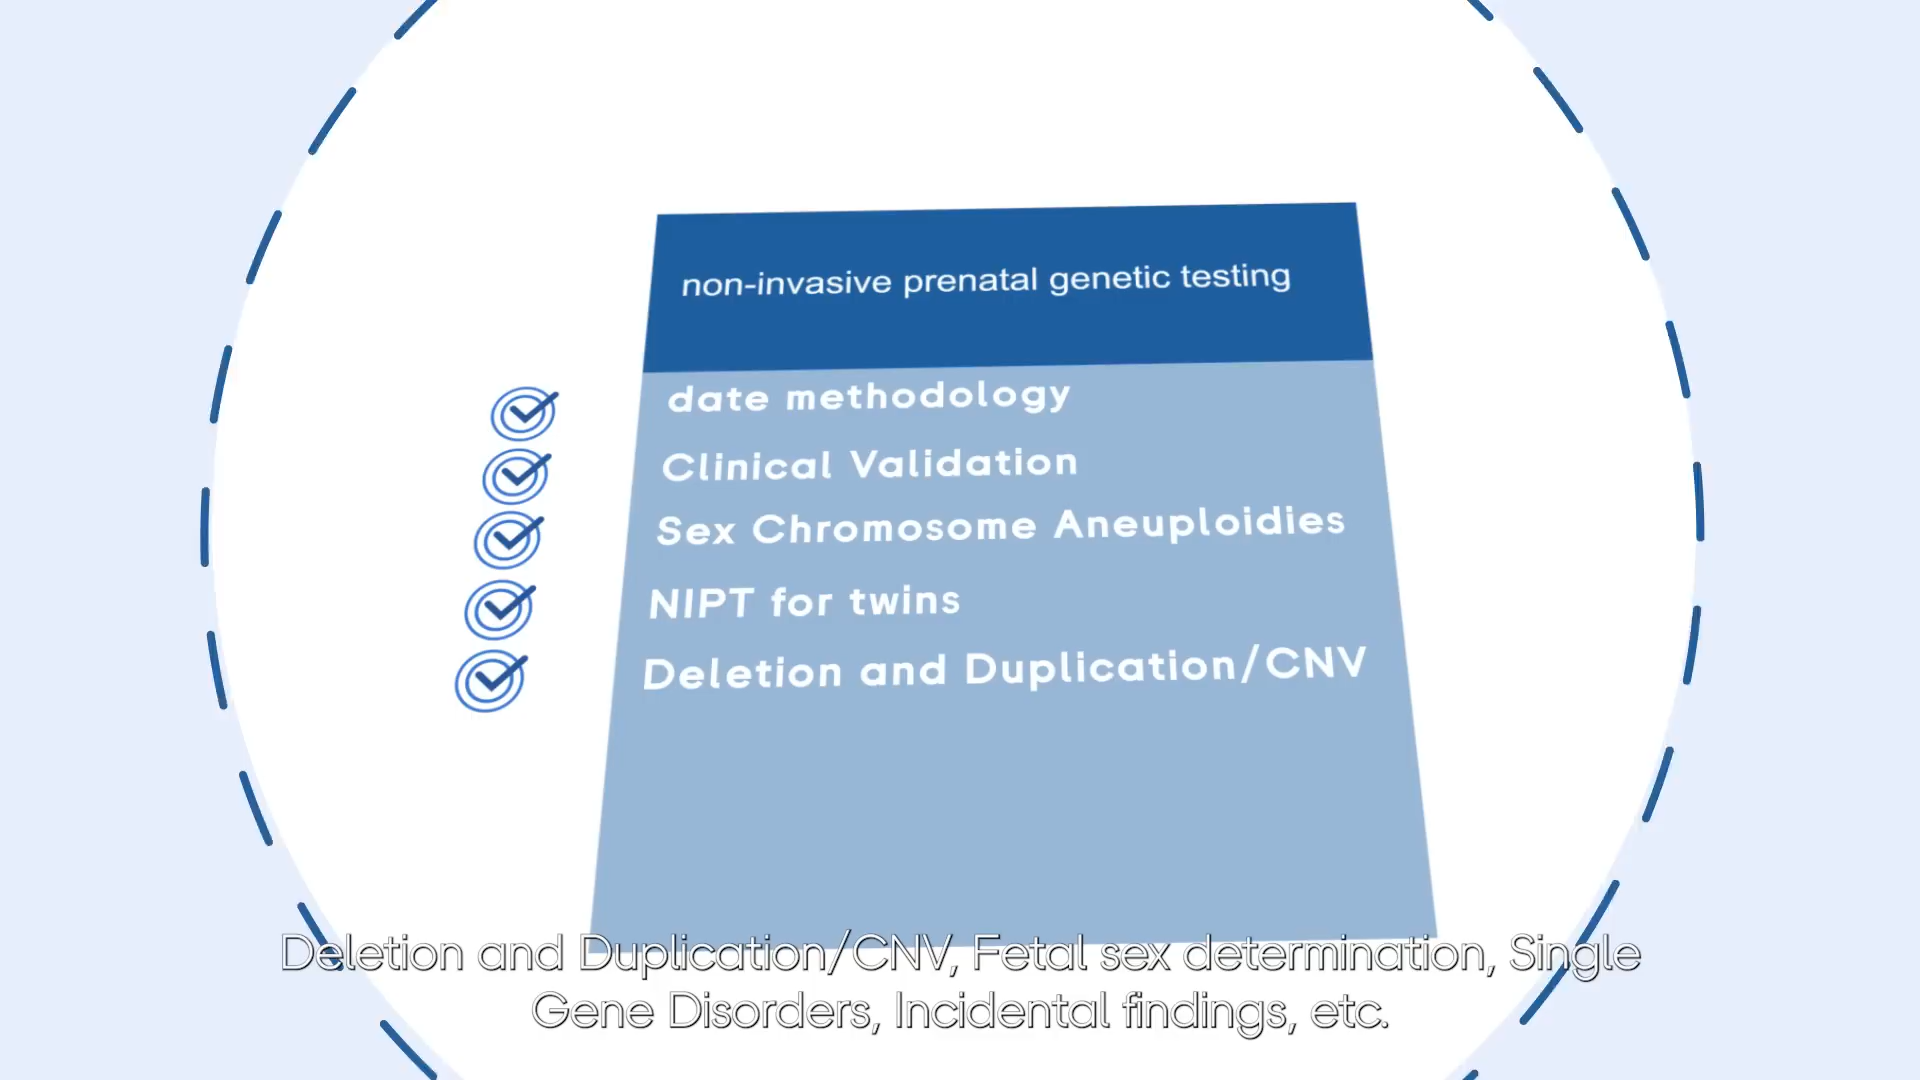 non-invasive prenatal genetic testing
date methodology
Clinical Validation
Sex Chromosome Aneuploidies
NIPT for twins
Deletion and Duplication/CNV
Deletion and Duplication/CNV, Fetal sex determination, Single
Gene Disorders, Incidental findings, etc.